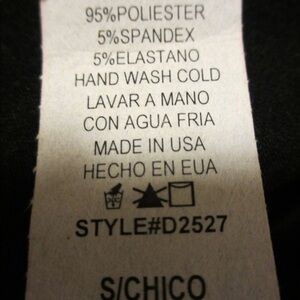 95%POLIESTER
5%SPANDEX
5%ELASTANO
HAND WASH COLD
LAVAR A MANO
CON AGUA FRIA
MADE IN USA
HECHO EN EUA
STYLE#D2527
S/CHICO